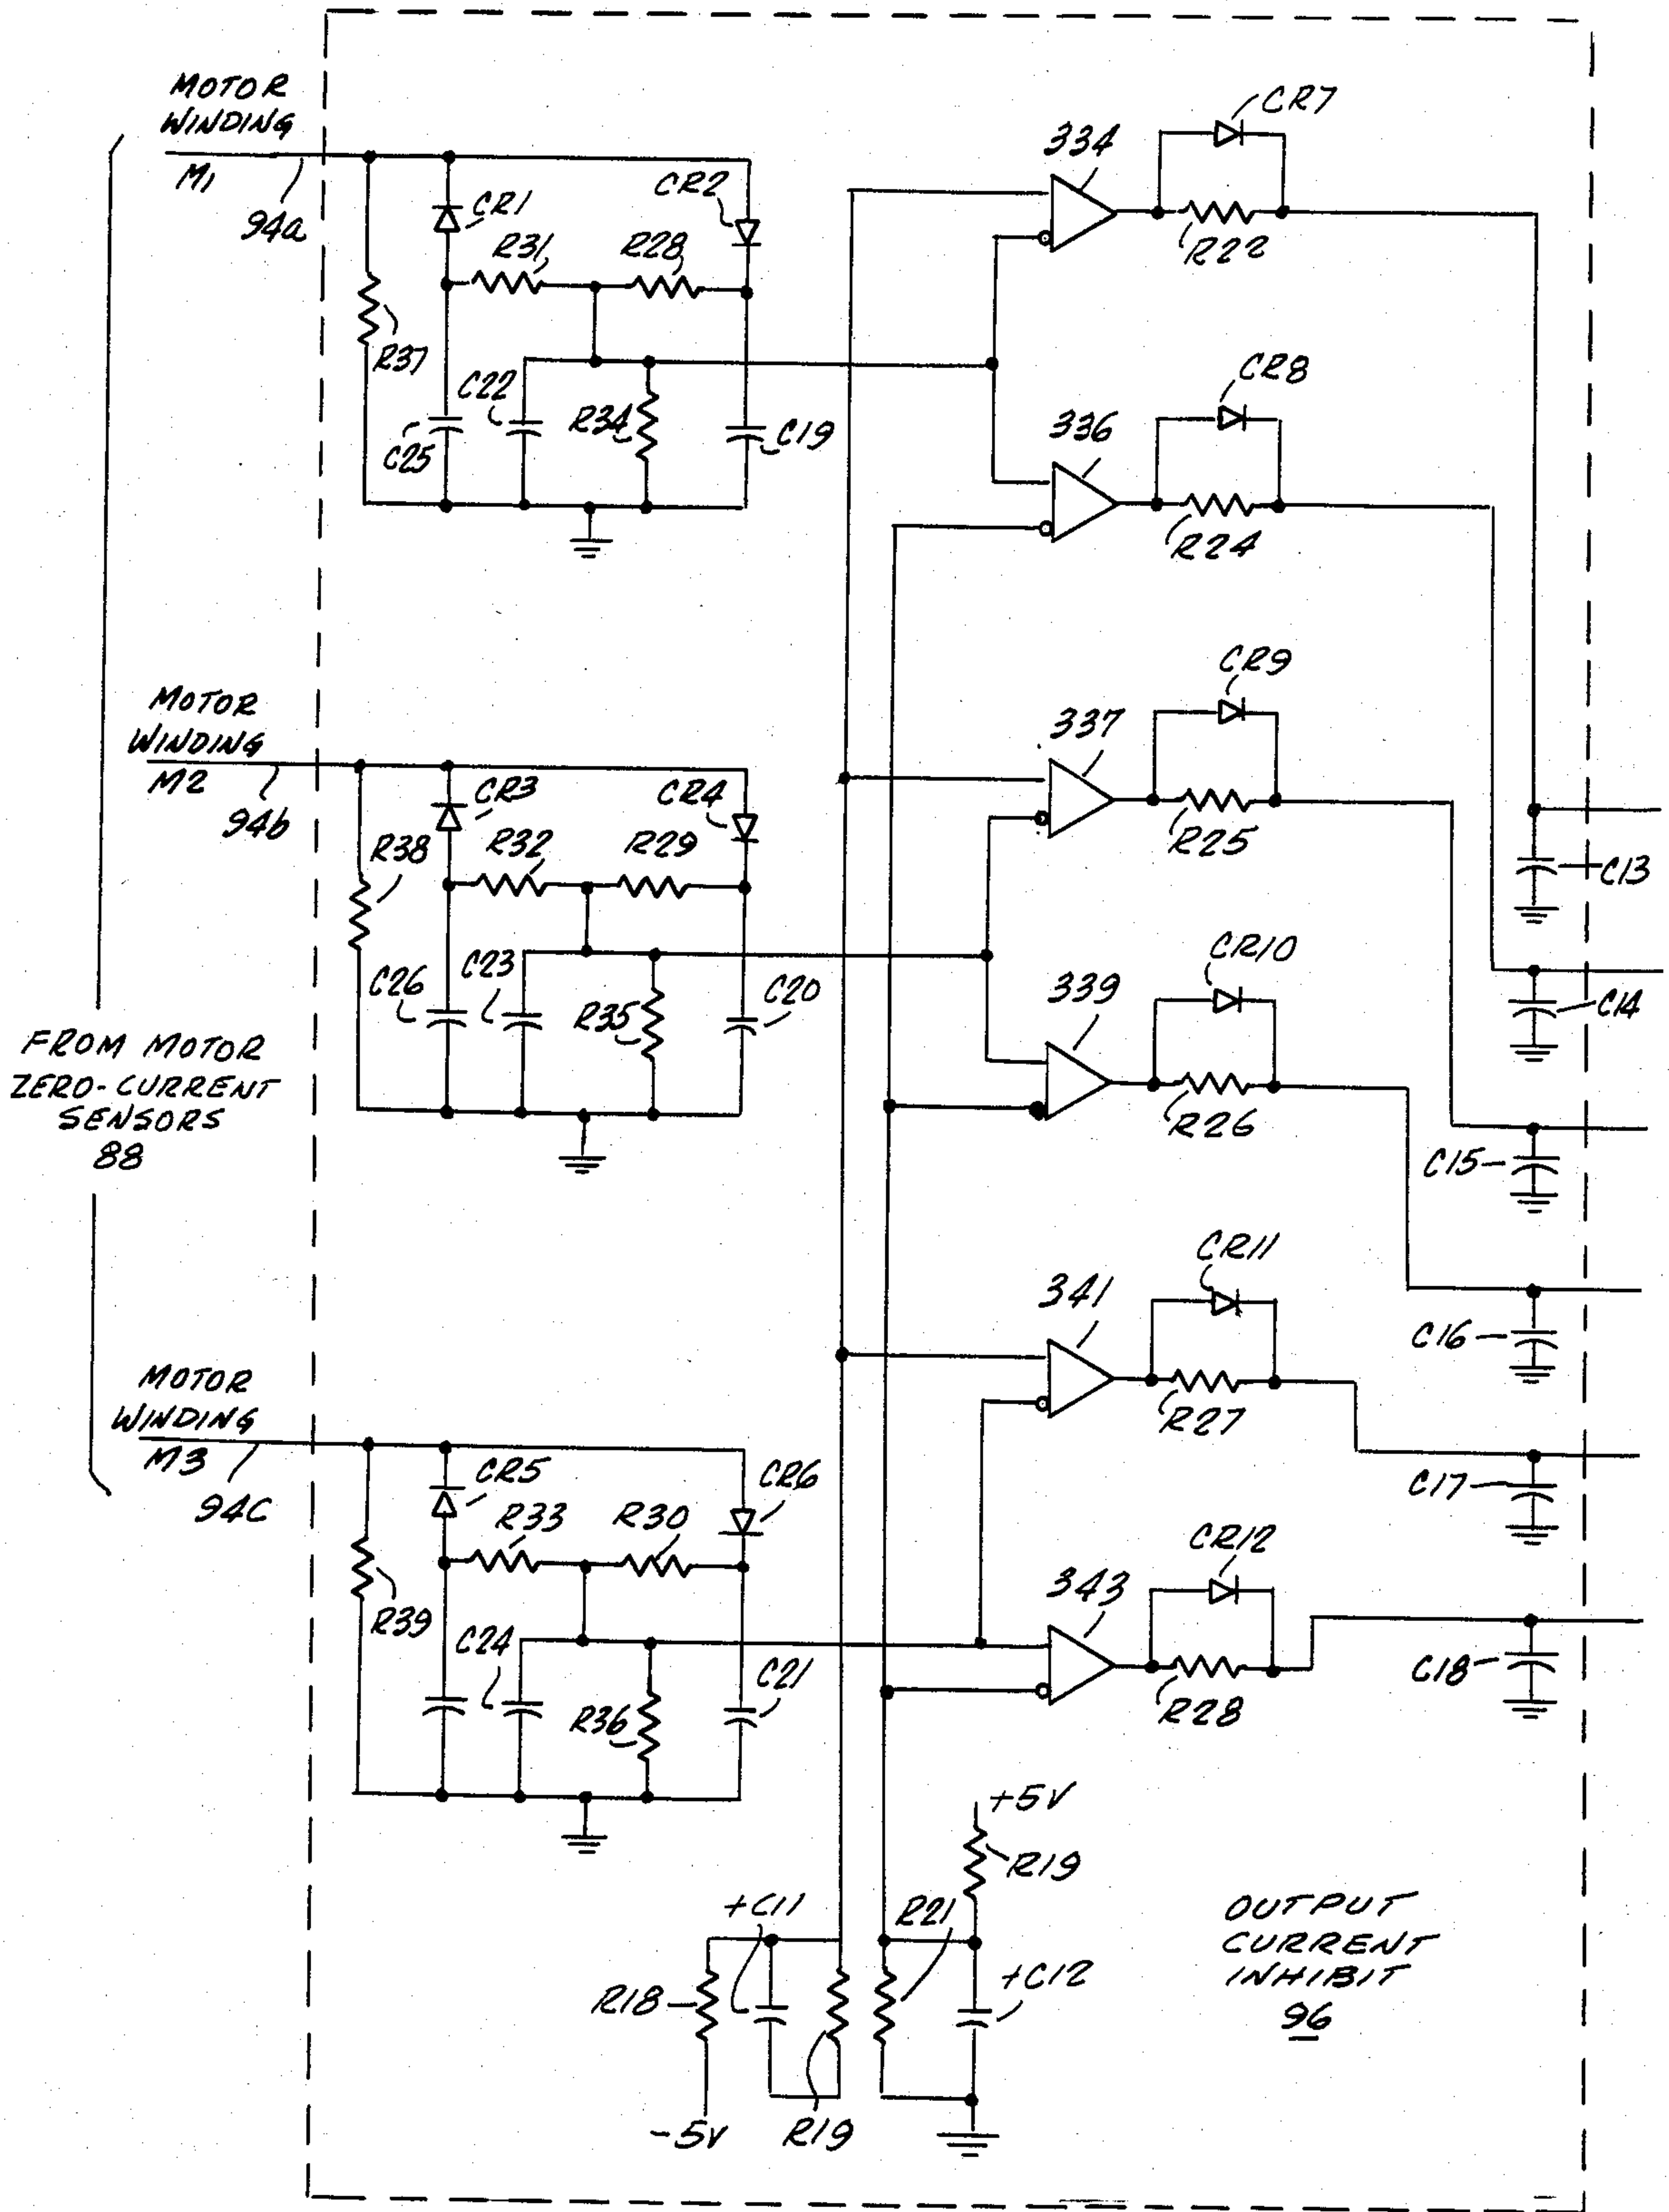 MOTOR
WINDING
M1
94a
CR1
CR2
R31
R28
R37
C22
C25
R34
C19
334
CR7
R22
336
CR8
R24
MOTOR
WINDING
M2
94b
CR3
CR4
R38
R32
R29
C26
C23
R35
C20
337
CR9
R25
C13
339
CR10
R26
C14
FROM MOTOR
ZERO-CURRENT
SENSORS
88
C15
341
CR11
R27
C16
MOTOR
WINDING
M3
94C
CR5
CR6
R33
R30
R39
C24
R36
C21
C17
343
CR12
R28
C18
+5V
R19
+C11
R21
R18
+C12
-5V
R19
OUTPUT
CURRENT
INHIBIT
96